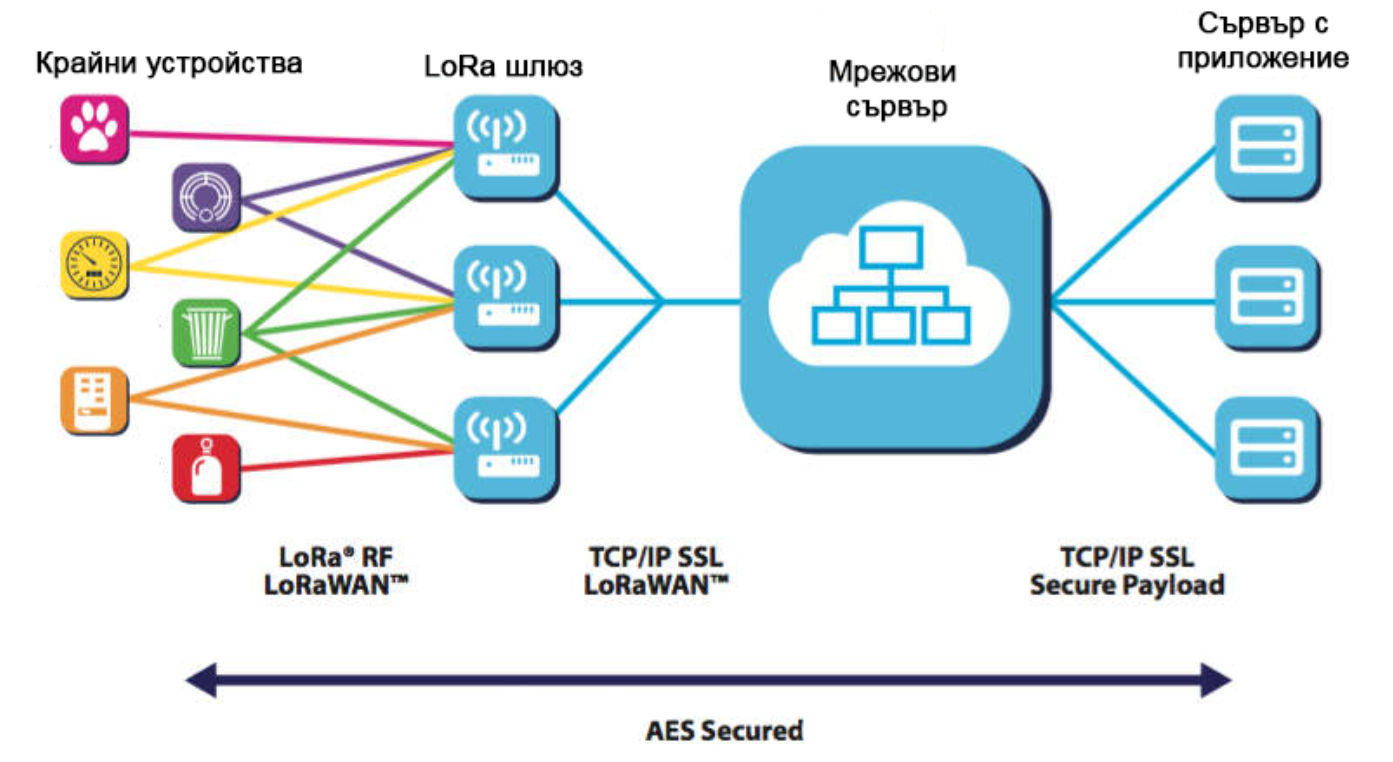 Крайни устройства
LoRa шлюз
Мрежови
сървър
Сървър с
приложение
LoRa® RF
LoRaWAN™
TCP/IP SSL
LoRaWAN™
TCP/IP SSL
Secure Payload
AES Secured